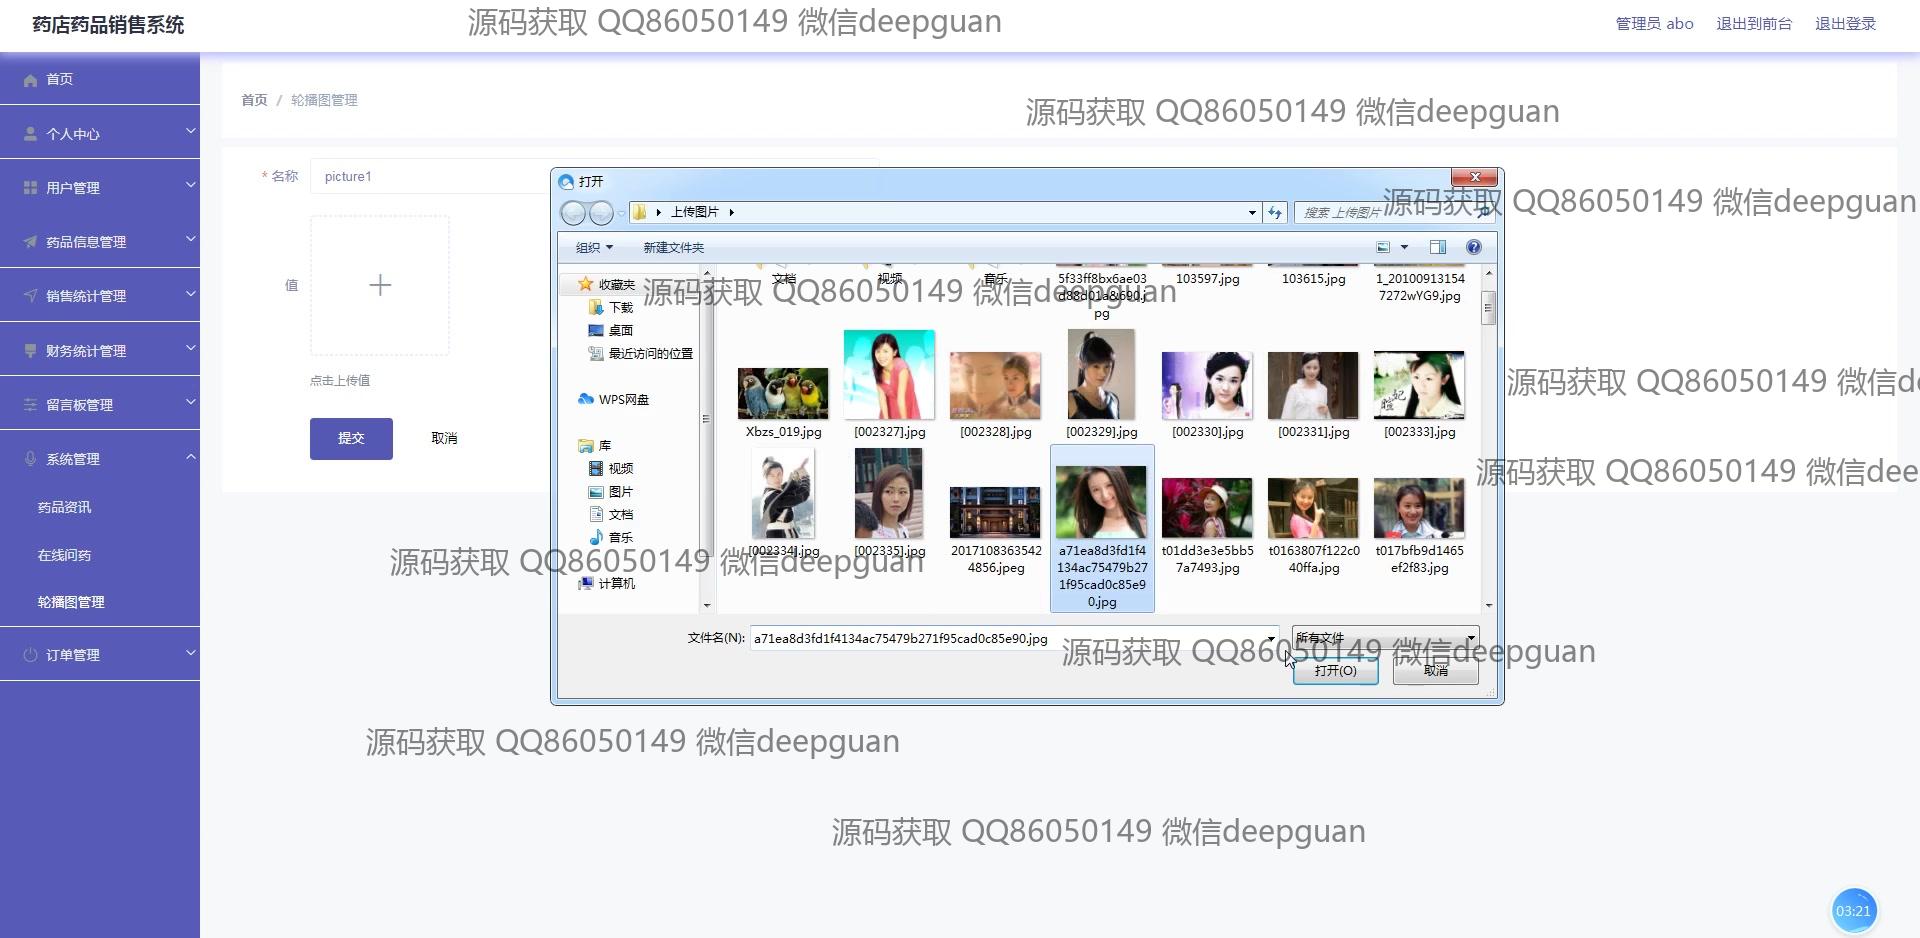 药店药品销售系统
源码获取 QQ86050149 微信deepguan
管理员 abo
退出到前台
退出登录
首页
个人中心
用户管理
药品信息管理
销售统计管理
财务统计管理
留言板管理
系统管理
药品资讯
在线问药
轮播图管理
订单管理
首页 / 轮播图管理
源码获取 QQ86050149 微信deepguan
* 名称
picture1
值
点击上传值
提交
取消
打开
上传图片
搜索 上传图片
源码获取 QQ86050149 微信deepguan
组织
新建文件夹
收藏夹
下载
桌面
最近访问的位置
WPS网盘
库
视频
图片
文档
音乐
计算机
文档
视频
音乐
5f33ff8bx6ae03
d88d01a&690.j
pg
103597.jpg
103615.jpg
1_20100913154
7272wYG9.jpg
源码获取 QQ86050149 微信deepguan
Xbzs_019.jpg
[002327].jpg
[002328].jpg
[002329].jpg
[002330].jpg
[002331].jpg
[002333].jpg
源码获取 QQ86050149 微信d
源码获取 QQ86050149 微信dee
[002334].jpg
[002335].jpg
2017108363542
4856.jpeg
a71ea8d3fd1f4
134ac75479b27
1f95cad0c85e9
0.jpg
t01dd3e3e5bb5
7a7493.jpg
t0163807f122c0
40ffa.jpg
t017bfb9d1465
ef2f83.jpg
源码获取 QQ86050149 微信deepguan
文件名(N):
a71ea8d3fd1f4134ac75479b271f95cad0c85e90.jpg
所有文件
源码获取 QQ86050149 微信deepguan
打开(O)
取消
源码获取 QQ86050149 微信deepguan
源码获取 QQ86050149 微信deepguan
03:21